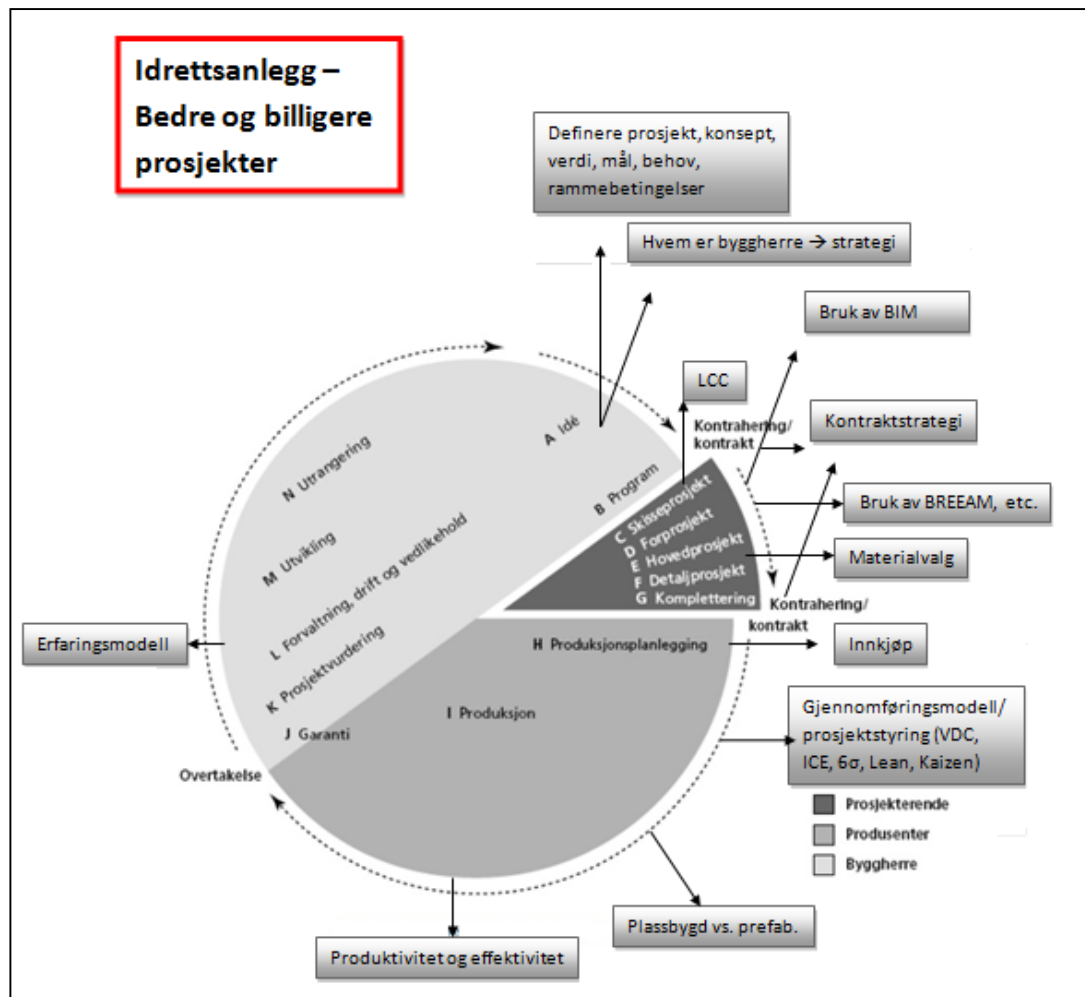 Idrettsanlegg –
Bedre og billigere
prosjekter
Definere prosjekt, konsept,
verdi, mål, behov,
rammebetingelser
Hvem er byggherre → strategi
Bruk av BIM
LCC
Kontrahering/
kontrakt
Kontraktstrategi
Bruk av BREEAM, etc.
Materialvalg
A Idé
B Program
C Skisseprosjekt
D Forprosjekt
E Hovedprosjekt
F Detaljprosjekt
G Komplettering
Kontrahering/
kontrakt
N Utrangering
M Utvikling
L Forvaltning, drift og vedlikehold
K Prosjektvurdering
J Garanti
Erfaringsmodell
H Produksjonsplanlegging
Innkjøp
I Produksjon
Overtakelse
Gjennomføringsmodell/
prosjektstyring (VDC,
ICE, 6σ, Lean, Kaizen)
Prosjekterende
Produsenter
Byggherre
Plassbygd vs. prefab.
Produktivitet og effektivitet